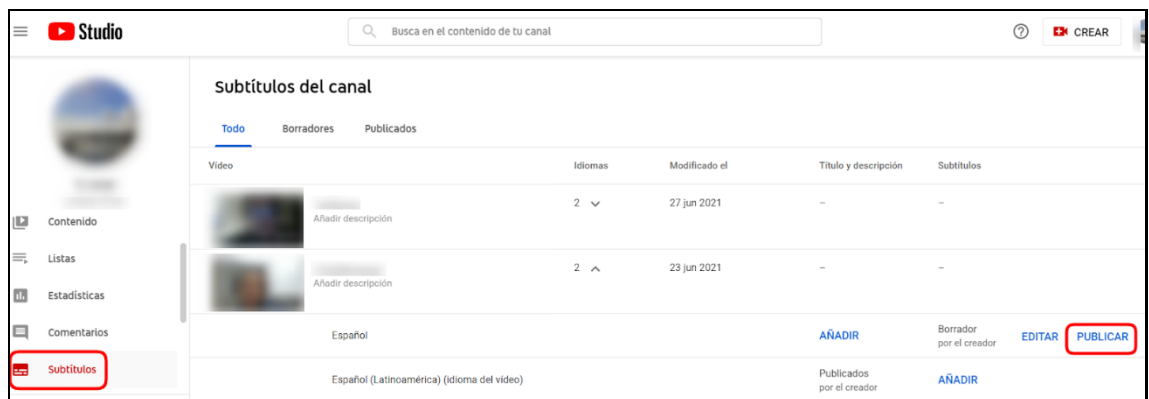 Studio
Busca en el contenido de tu canal
CREAR
Subtítulos del canal
Todo Borradores Publicados
Vídeo Idiomas Modificado el Título y descripción Subtítulos
Añadir descripción 2 27 jun 2021 – –
Añadir descripción 2 23 jun 2021 – –
Español AÑADIR Borrador por el creador EDITAR PUBLICAR
Español (Latinoamérica) (idioma del vídeo) Publicados por el creador AÑADIR
Contenido
Listas
Estadísticas
Comentarios
Subtítulos